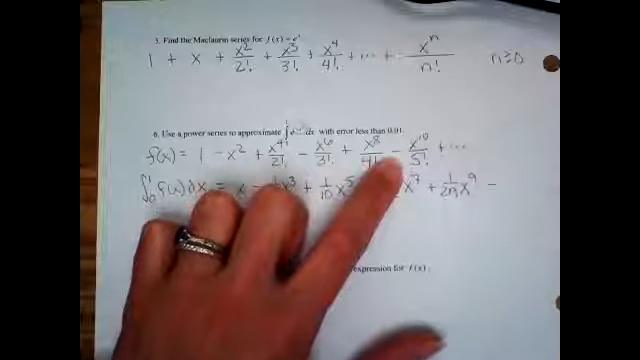 5. Find the Maclaurin series for f(x) = eˣ
1 + x + x²/2! + x³/3! + x⁴/4! + ... + xⁿ/n! n≥0
6. Use a power series to approximate ∫ dx with error less than 0.01.
f(x) = 1 - x² + x⁴/2! - x⁶/3! + x⁸/4! - x¹⁰/5! + ...
∫₀¹ f(x) dx = x - x³ + 1/10 x⁵ x⁷ + x⁹ -
expression for f(x)